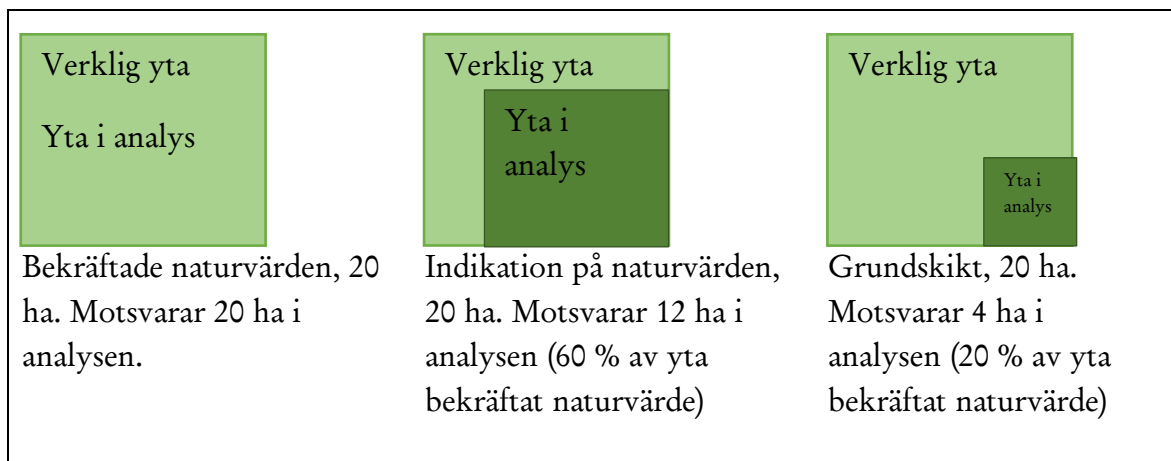 Verklig yta
Yta i analys
Bekräftade naturvärden, 20
ha. Motsvarar 20 ha i
analysen.
Verklig yta
Yta i
analys
Indikation på naturvärden,
20 ha. Motsvarar 12 ha i
analysen (60 % av yta
bekräftat naturvärde)
Verklig yta
Yta i
analys
Grundskikt, 20 ha.
Motsvarar 4 ha i
analysen (20 % av yta
bekräftat naturvärde)